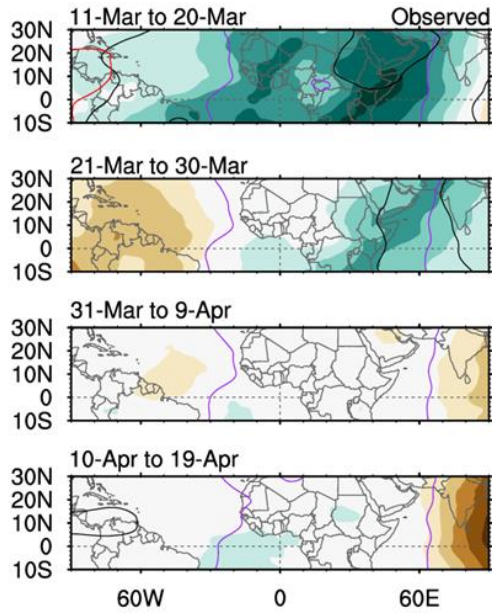 11-Mar to 20-Mar Observed
30N
20N
10N
0
10S
21-Mar to 30-Mar
30N
20N
10N
0
10S
31-Mar to 9-Apr
30N
20N
10N
0
10S
10-Apr to 19-Apr
30N
20N
10N
0
10S
60W 0 60E